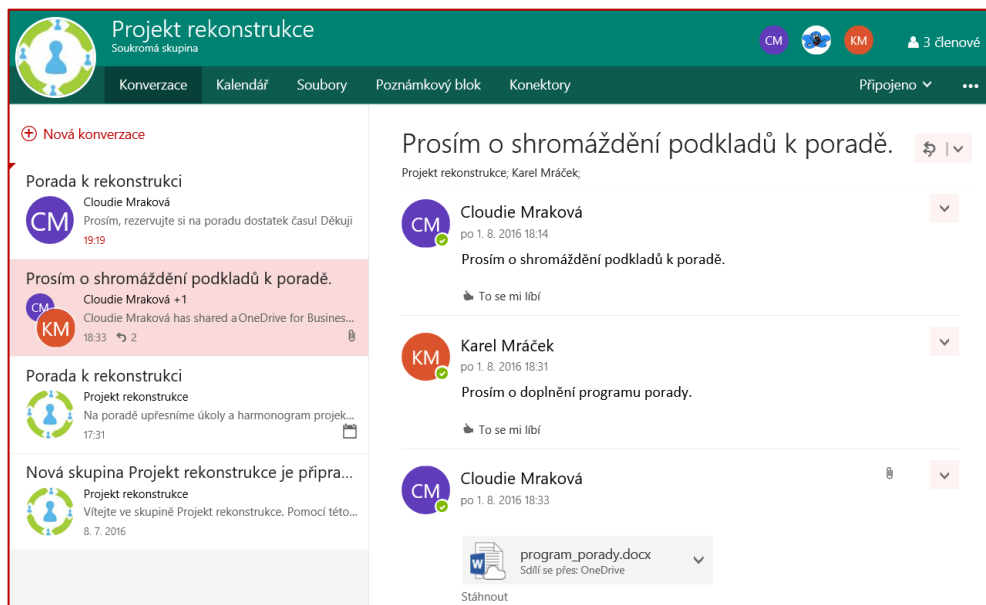 Projekt rekonstrukce
Soukromá skupina
CM
KM
3 členové
Konverzace
Kalendář
Soubory
Poznámkový blok
Konektory
Připojeno
Nová konverzace
Porada k rekonstrukci
CM
Cloudie Mraková
Prosím, rezervujte si na poradu dostatek času! Děkuji
19:19
Prosím o shromáždění podkladů k poradě.
CM
KM
Cloudie Mraková +1
Cloudie Mraková has shared a OneDrive for Busines...
18:33 2
Porada k rekonstrukci
Projekt rekonstrukce
Na poradě upřesníme úkoly a harmonogram projek...
17:31
Nová skupina Projekt rekonstrukce je připra...
Projekt rekonstrukce
Vítejte ve skupině Projekt rekonstrukce. Pomocí této...
8. 7. 2016
Prosím o shromáždění podkladů k poradě.
Projekt rekonstrukce; Karel Mráček;
CM
Cloudie Mraková
po 1. 8. 2016 18:14
Prosím o shromáždění podkladů k poradě.
To se mi líbí
KM
Karel Mráček
po 1. 8. 2016 18:31
Prosím o doplnění programu porady.
To se mi líbí
CM
Cloudie Mraková
po 1. 8. 2016 18:33
W
program_porady.docx
Sdílí se přes: OneDrive
Stáhnout